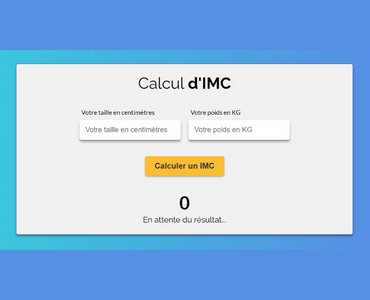 Calcul d'IMC
Votre taille en centimètres Votre poids en KG
Votre taille en centimètres Votre poids en KG
Calculer un IMC
0
En attente du résultat...